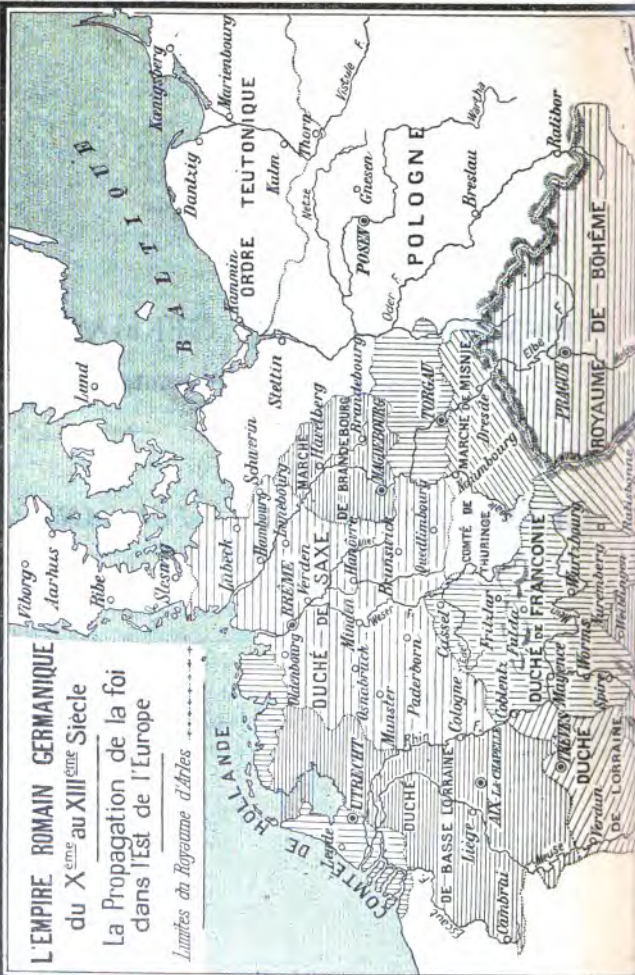 L'EMPIRE ROMAIN GERMANIQUE
du Xème au XIIIème Siècle
La Propagation de la foi
dans l'Est de l'Europe
Limites du Royaume d'Arles
Viborg
Aarhus
Ribe
Sleswig
Lund
BALTIQUE
Kœnigsberg
Marienbourg
Dantzig
ORDRE TEUTONIQUE
Kulm
Thorn
Vistule F.
Kammin
Stettin
Netze
Gnesen
POSEN
POLOGNE
Wartha
Breslau
Oder F.
Ratibor
Lubeck
Schwerin
Hambourg
Lunebourg
BRÊME
Verden
Oldenbourg
MARCHE
DE BRANDEBOURG
Havelberg
Brandebourg
MAGDEBOURG
TORGAU
MARCHE DE MISNIE
Dresde
Naumbourg
Elbe
F.
PRAGUE
ROYAUME DE BOHÊME
DUCHÉ DE SAXE
Hanovre
Minden
Brunswick
Osnabrück
Munster
Weser
Paderborn
Quedlimbourg
COMTÉ DE
THURINGE
COMTÉ DE HOLLANDE
UTRECHT
DUCHÉ
DE BASSE LORRAINE
Liège
AIX LA CHAPELLE
Cologne
Cassel
Fritzlar
Fulda
Coblentz
DUCHÉ DE FRANCONIE
Wurtzbourg
Mayence
Worms
Spire
Nuremberg
Ratisbonne
TRÈVES
DUCHÉ
DE LORRAINE
Verdun
Meuse
Escaut F.
Cambrai